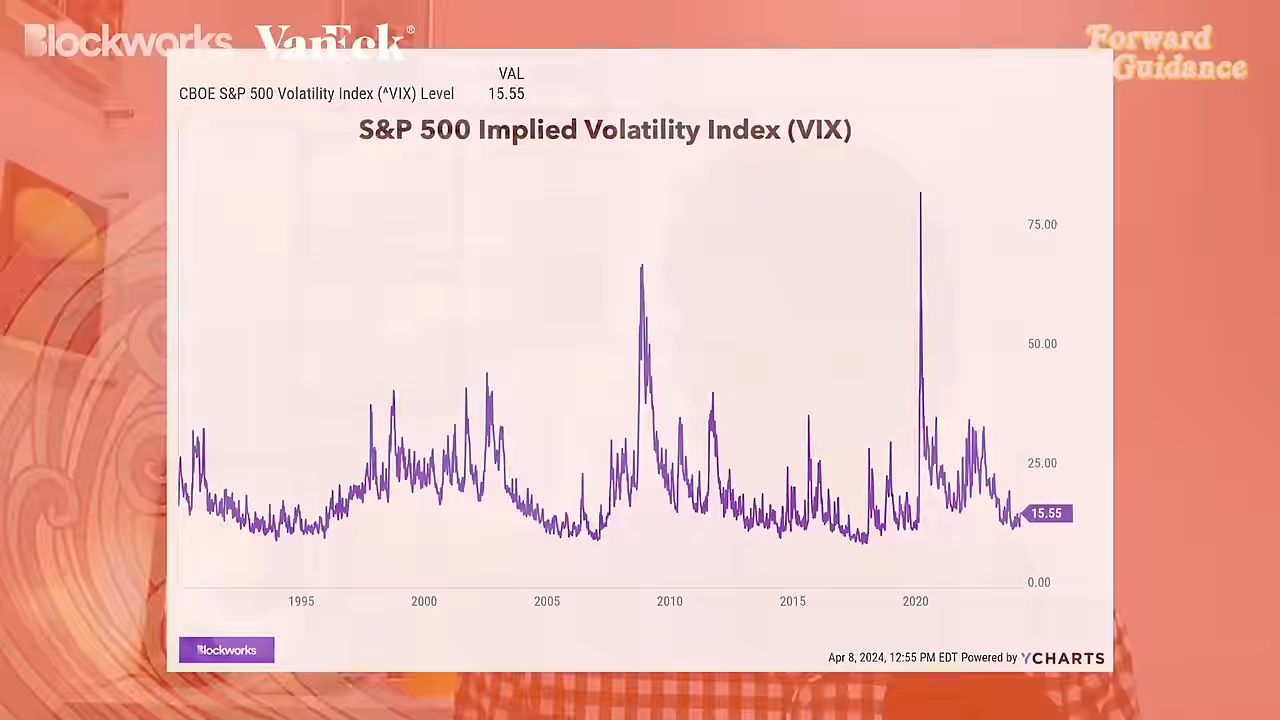 Blockworks VanEck®
Forward
Guidance
VAL
CBOE S&P 500 Volatility Index (^VIX) Level 15.55
S&P 500 Implied Volatility Index (VIX)
75.00
50.00
25.00
15.55
0.00
1995 2000 2005 2010 2015 2020
Blockworks
Apr 8, 2024, 12:55 PM EDT Powered by YCHARTS